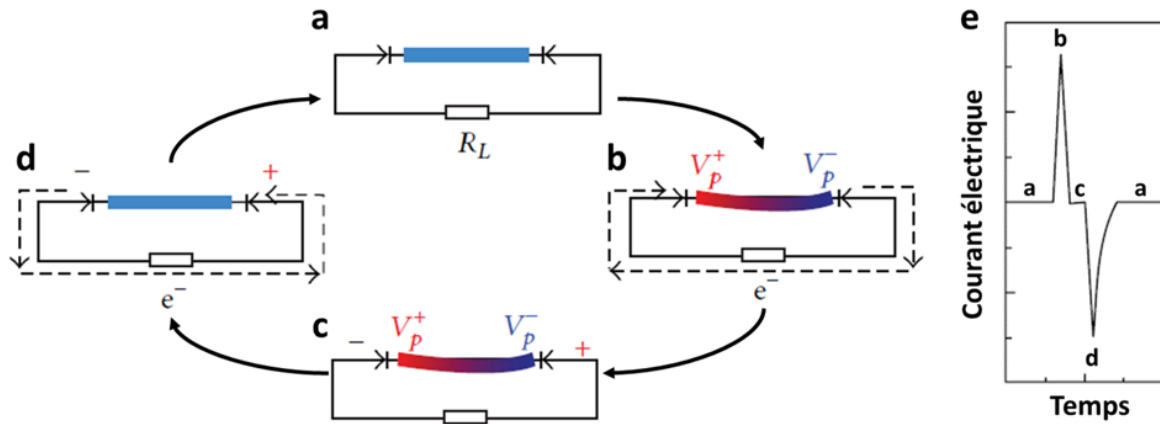 a
R_L
b
V_p^+ V_p^-
e^-
c
V_p^+ V_p^-
- +
d
- +
e^-
e
b
a c a
d
Courant électrique
Temps